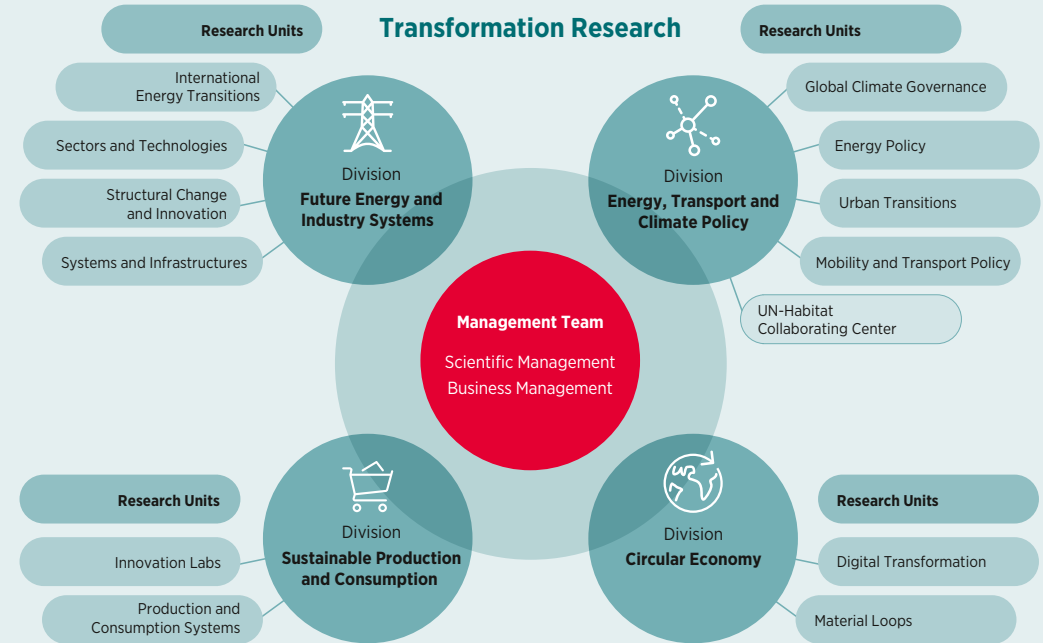 Transformation Research
Research Units
International
Energy Transitions
Sectors and Technologies
Structural Change
and Innovation
Systems and Infrastructures
Division
Future Energy and
Industry Systems
Research Units
Global Climate Governance
Energy Policy
Urban Transitions
Mobility and Transport Policy
UN-Habitat
Collaborating Center
Division
Energy, Transport and
Climate Policy
Management Team
Scientific Management
Business Management
Research Units
Innovation Labs
Production and
Consumption Systems
Division
Sustainable Production
and Consumption
Division
Circular Economy
Research Units
Digital Transformation
Material Loops